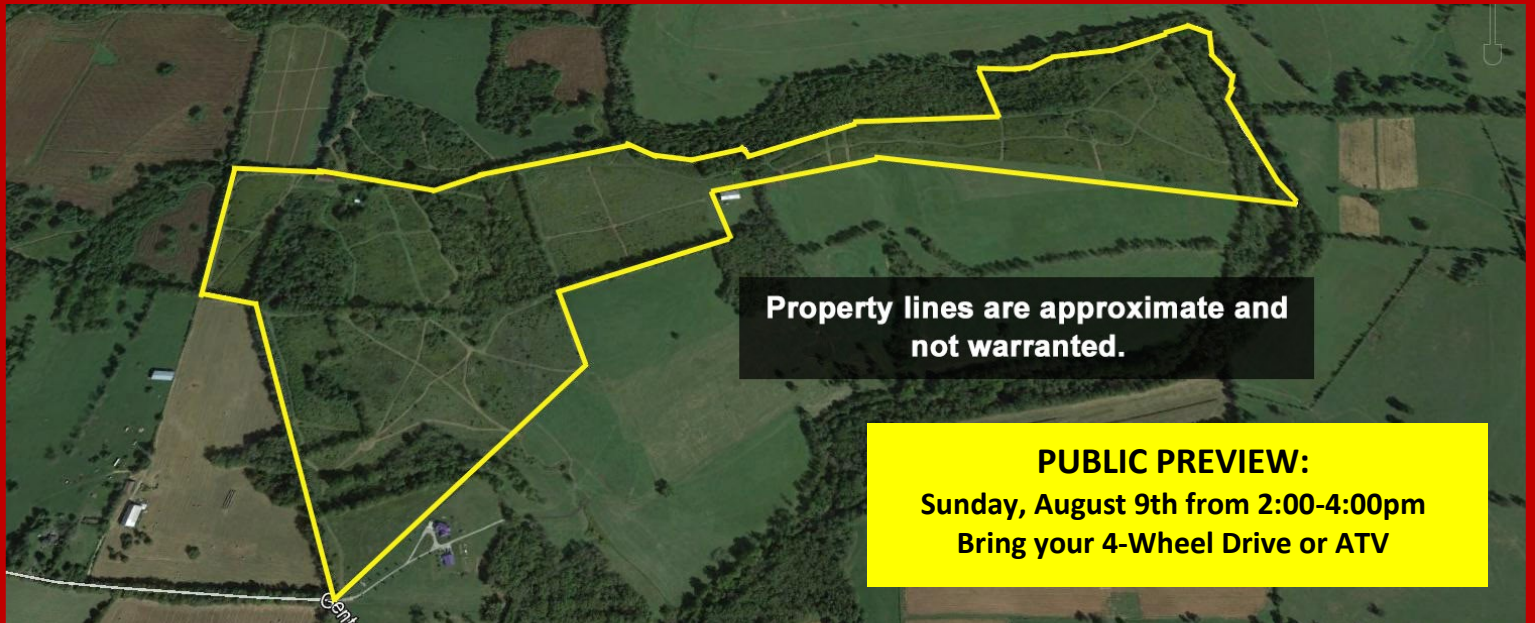 Property lines are approximate and
not warranted.
PUBLIC PREVIEW:
Sunday, August 9th from 2:00-4:00pm
Bring your 4-Wheel Drive or ATV